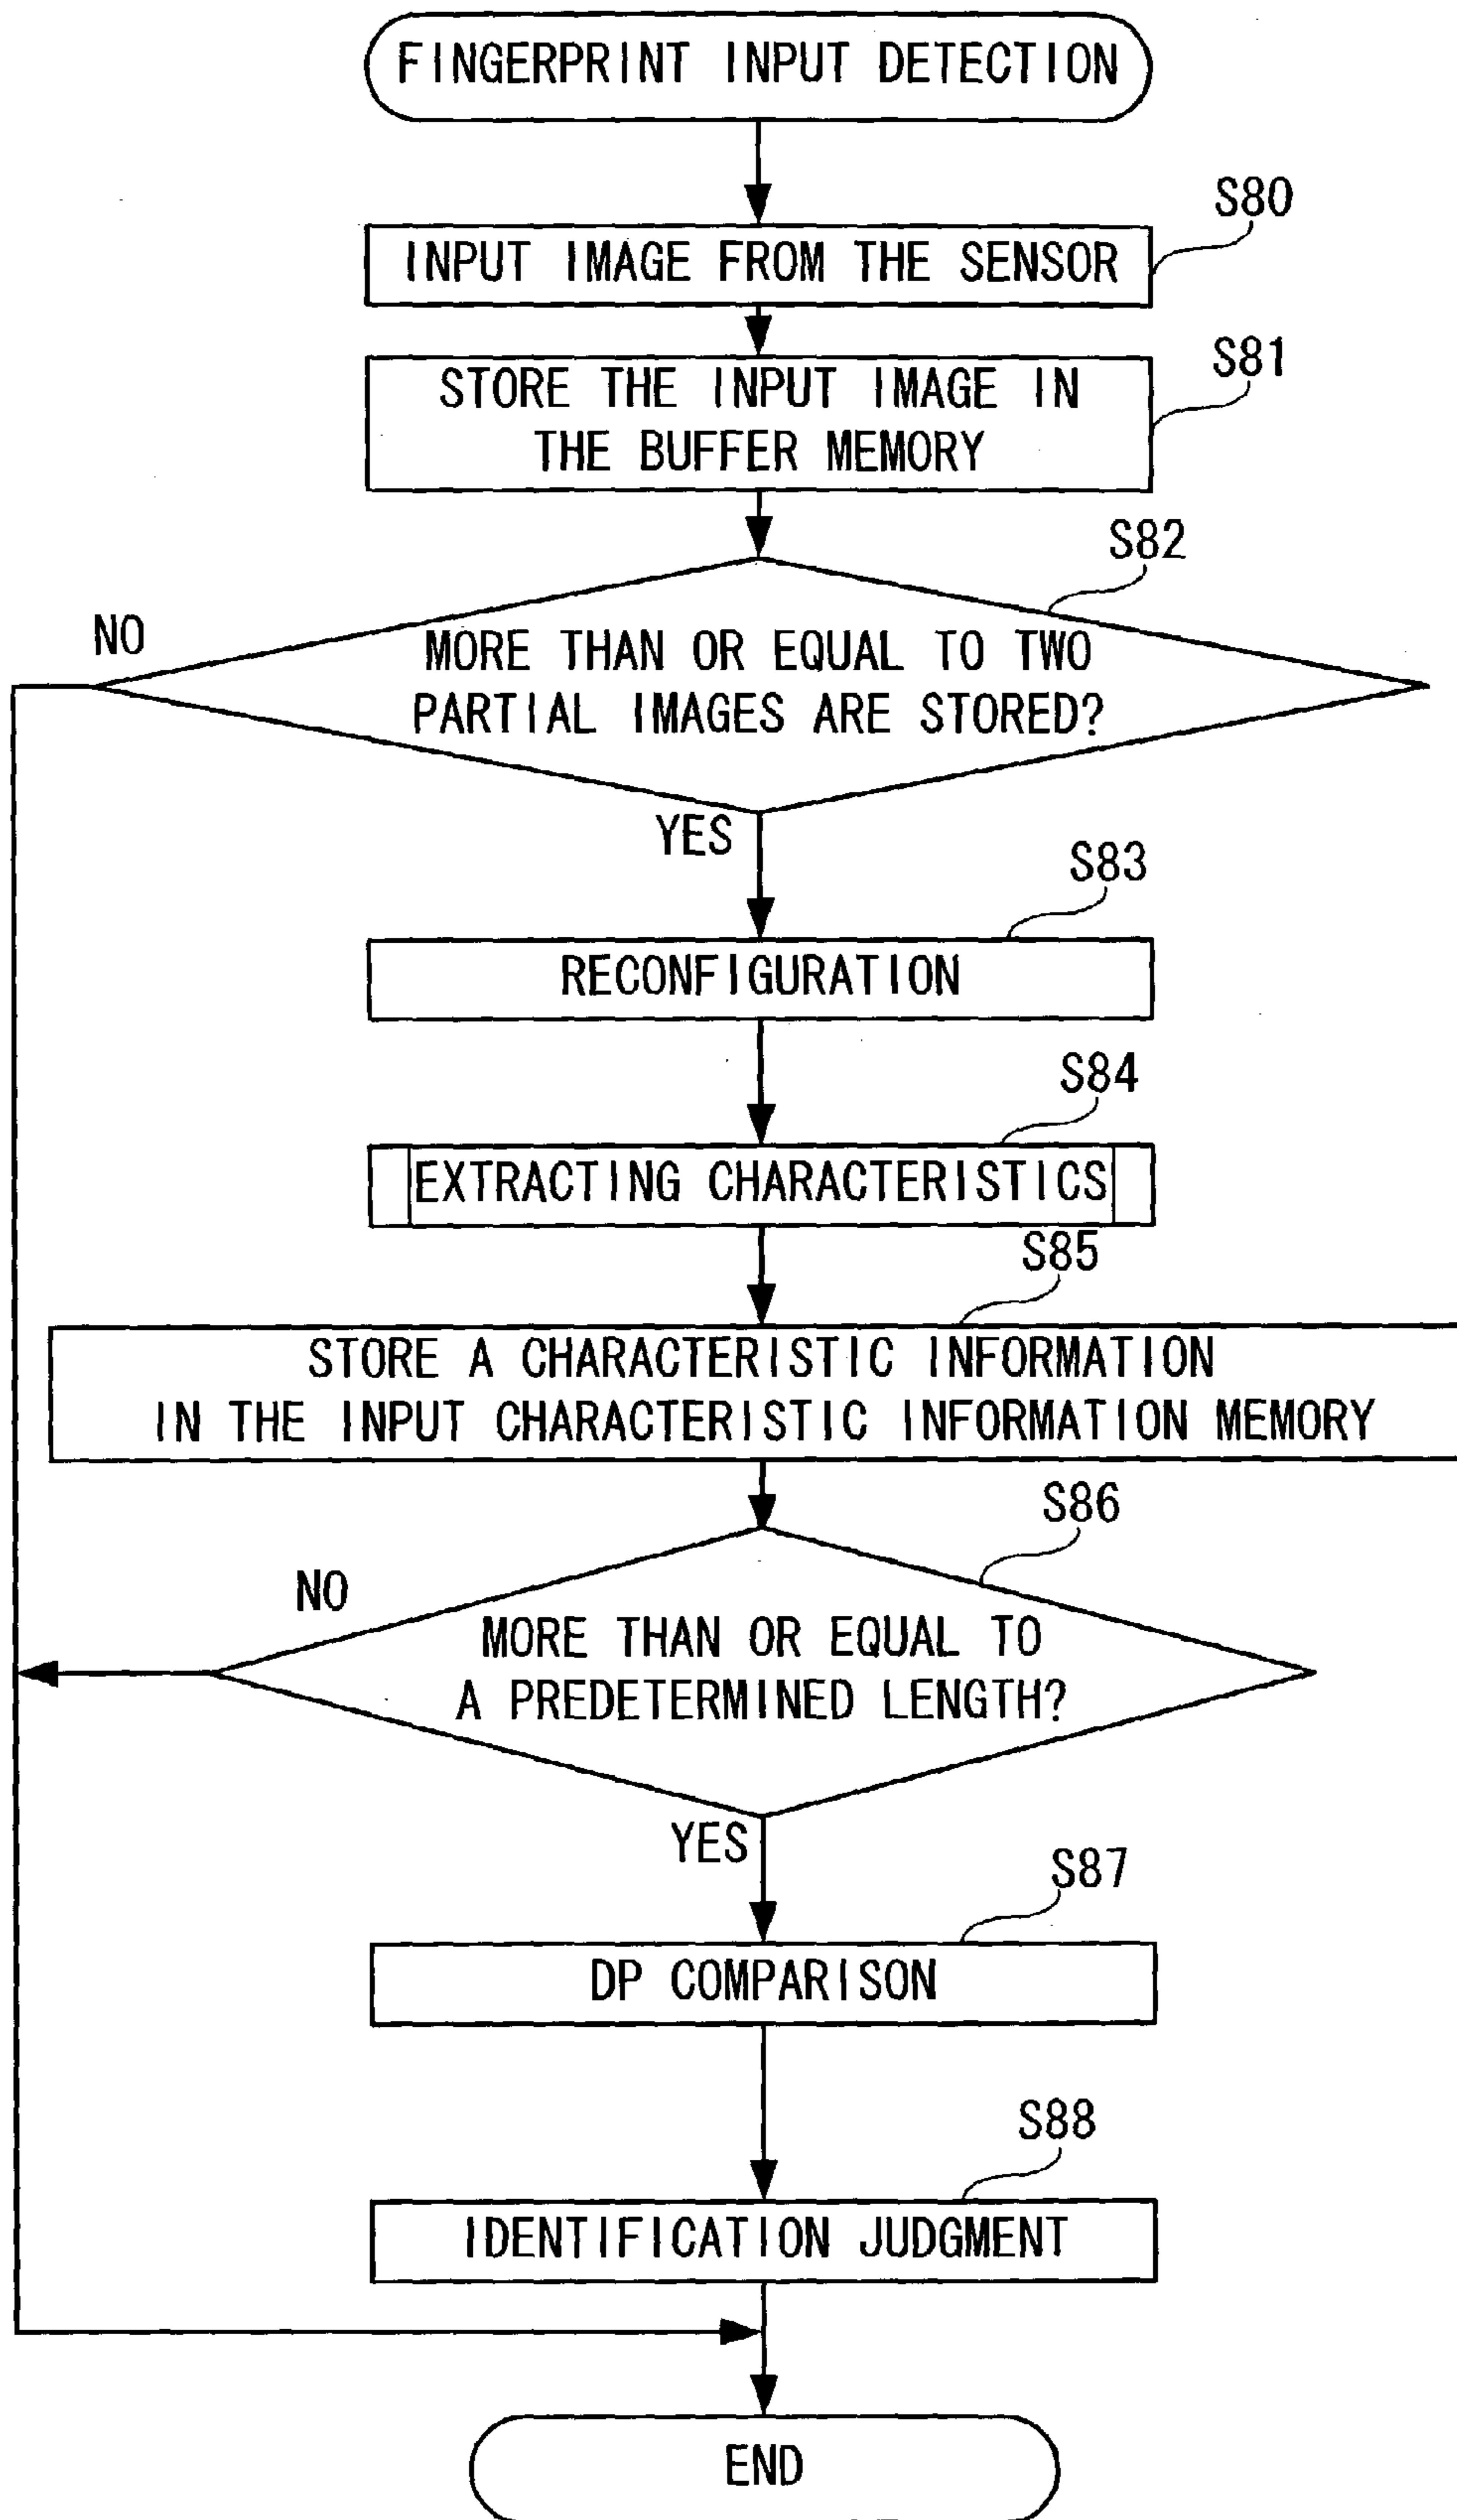 FINGERPRINT INPUT DETECTION
S80
INPUT IMAGE FROM THE SENSOR
S81
STORE THE INPUT IMAGE IN
THE BUFFER MEMORY
S82
NO
MORE THAN OR EQUAL TO TWO
PARTIAL IMAGES ARE STORED?
YES
S83
RECONFIGURATION
S84
EXTRACTING CHARACTERISTICS
S85
STORE A CHARACTERISTIC INFORMATION
IN THE INPUT CHARACTERISTIC INFORMATION MEMORY
S86
NO
MORE THAN OR EQUAL TO
A PREDETERMINED LENGTH?
YES
S87
DP COMPARISON
S88
IDENTIFICATION JUDGMENT
END